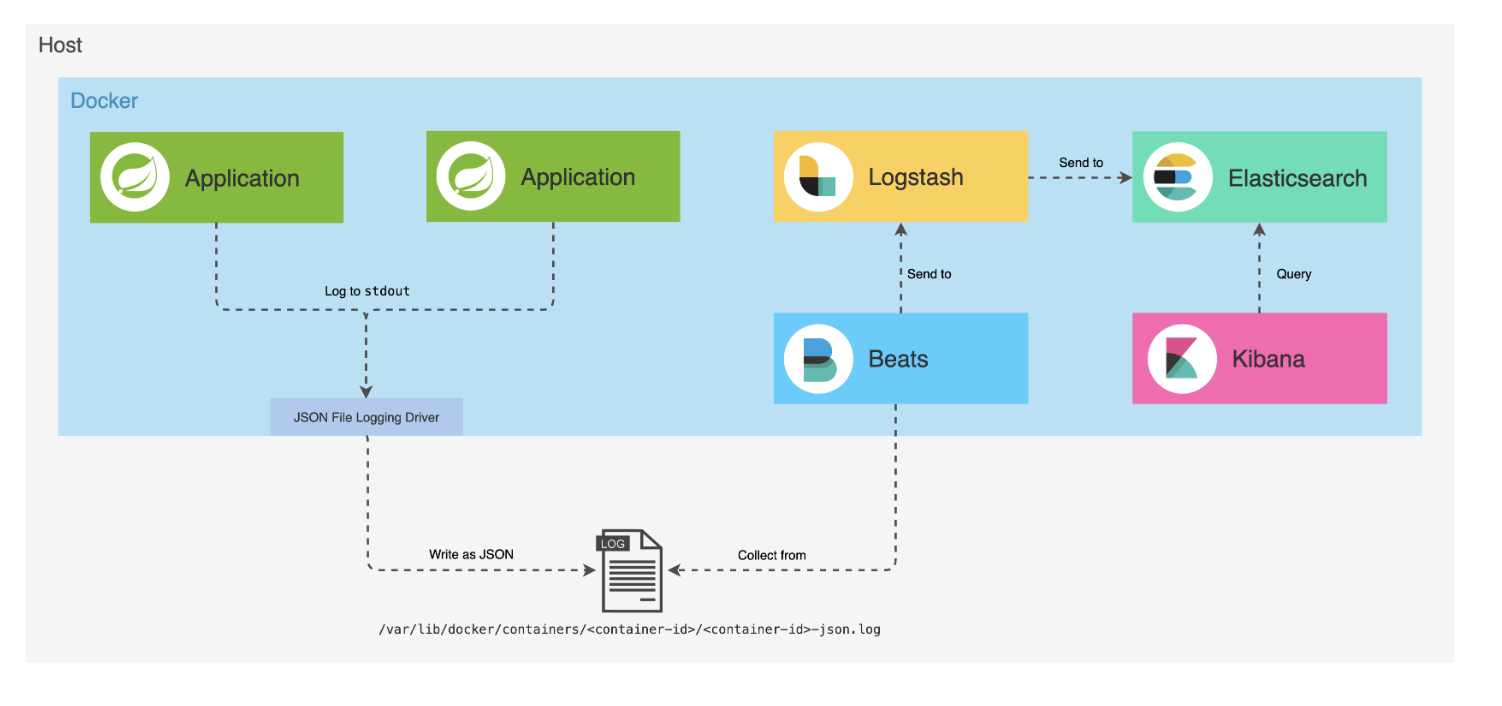 Host
Docker
Application
Application
Logstash
Send to
Elasticsearch
Log to stdout
Send to
Query
Beats
Kibana
JSON File Logging Driver
LOG
Write as JSON
Collect from
/var/lib/docker/containers/<container-id>/<container-id>-json.log